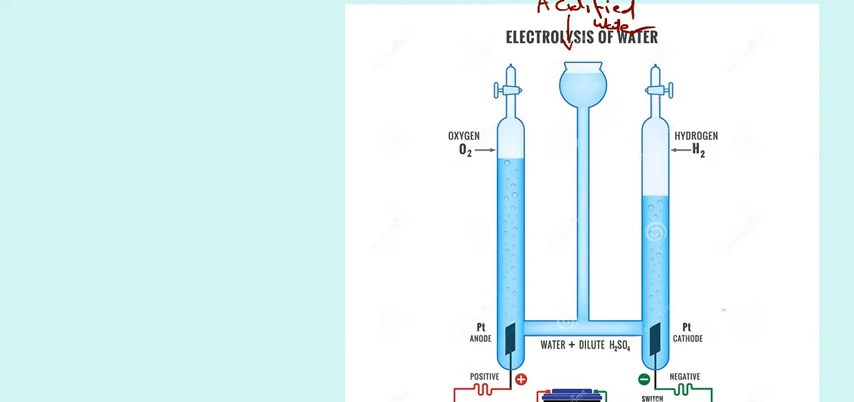 Acidified
water
ELECTROLYSIS OF WATER
OXYGEN
O₂
HYDROGEN
H₂
Pt
ANODE
Pt
CATHODE
WATER + DILUTE H₂SO₄
POSITIVE
+
−
NEGATIVE
SWITCH